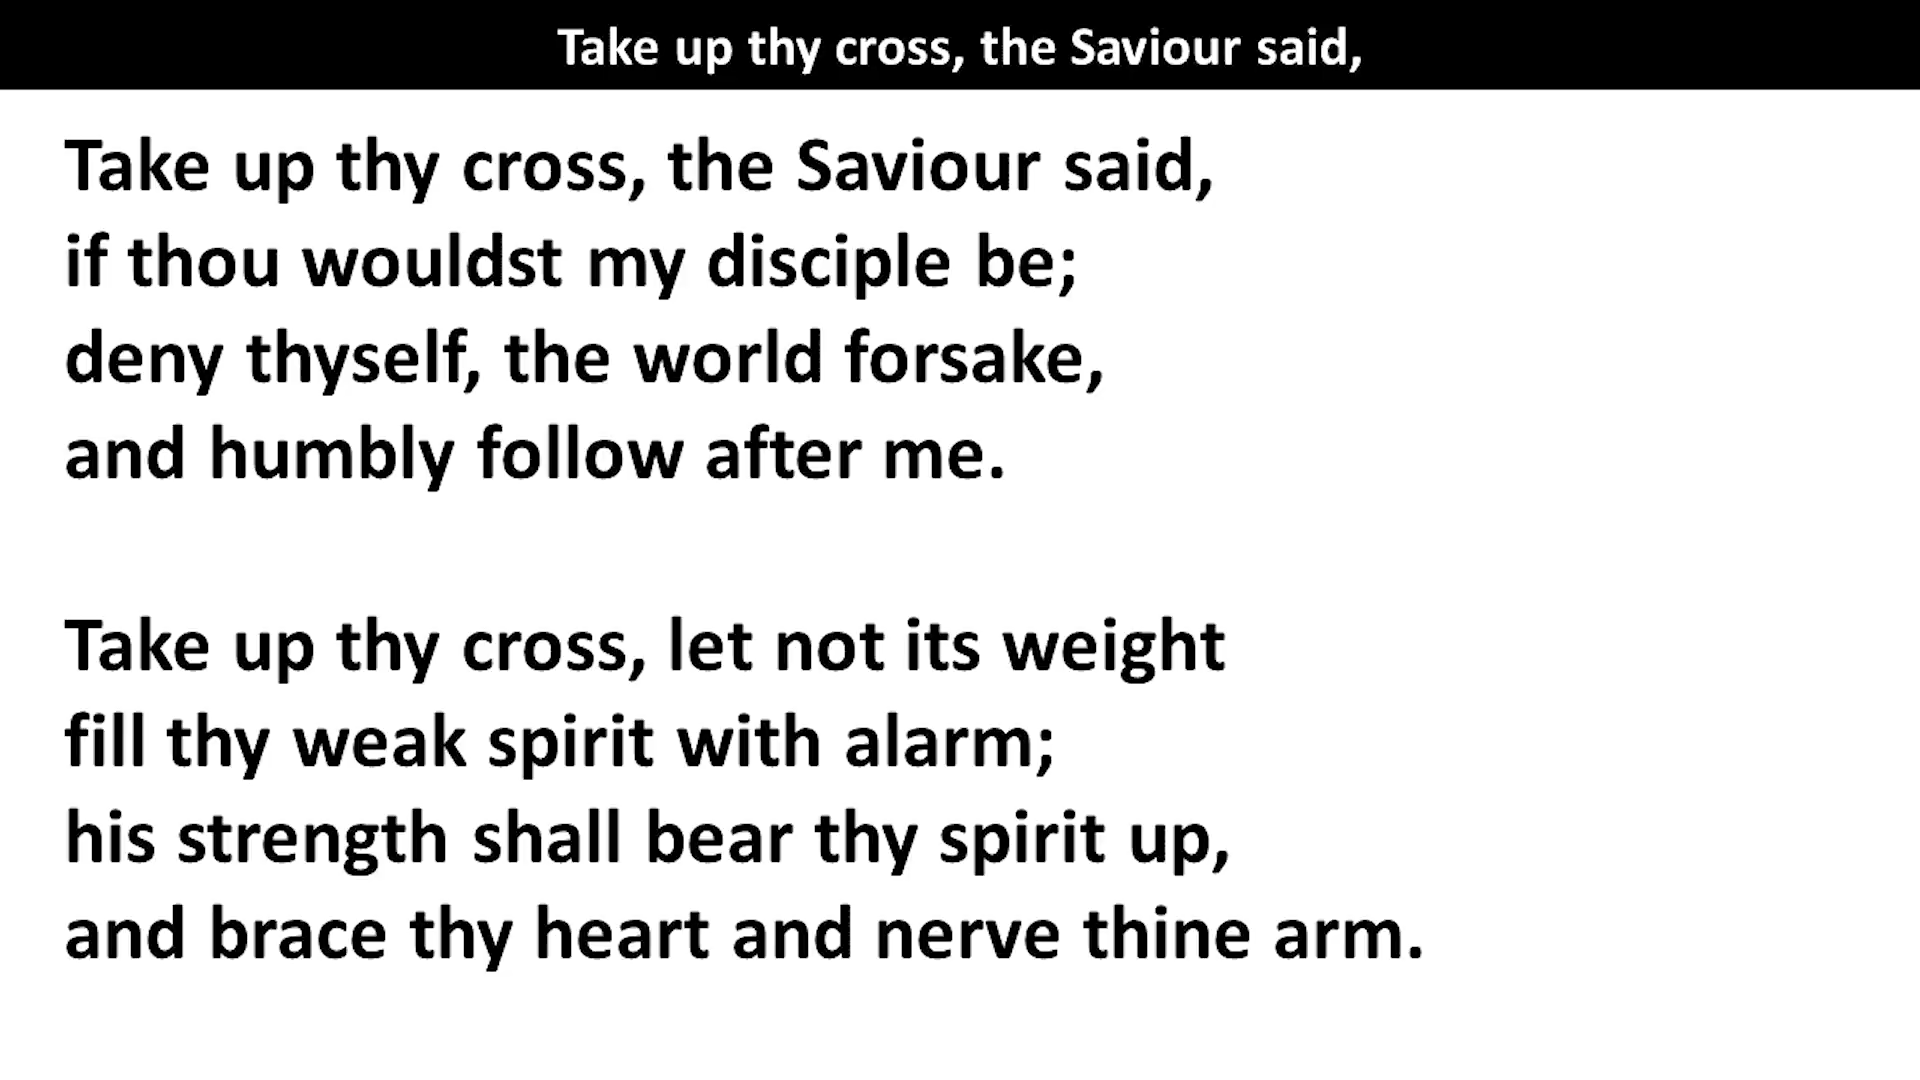 Take up thy cross, the Saviour said,
Take up thy cross, the Saviour said,
if thou wouldst my disciple be;
deny thyself, the world forsake,
and humbly follow after me.
Take up thy cross, let not its weight
fill thy weak spirit with alarm;
his strength shall bear thy spirit up,
and brace thy heart and nerve thine arm.